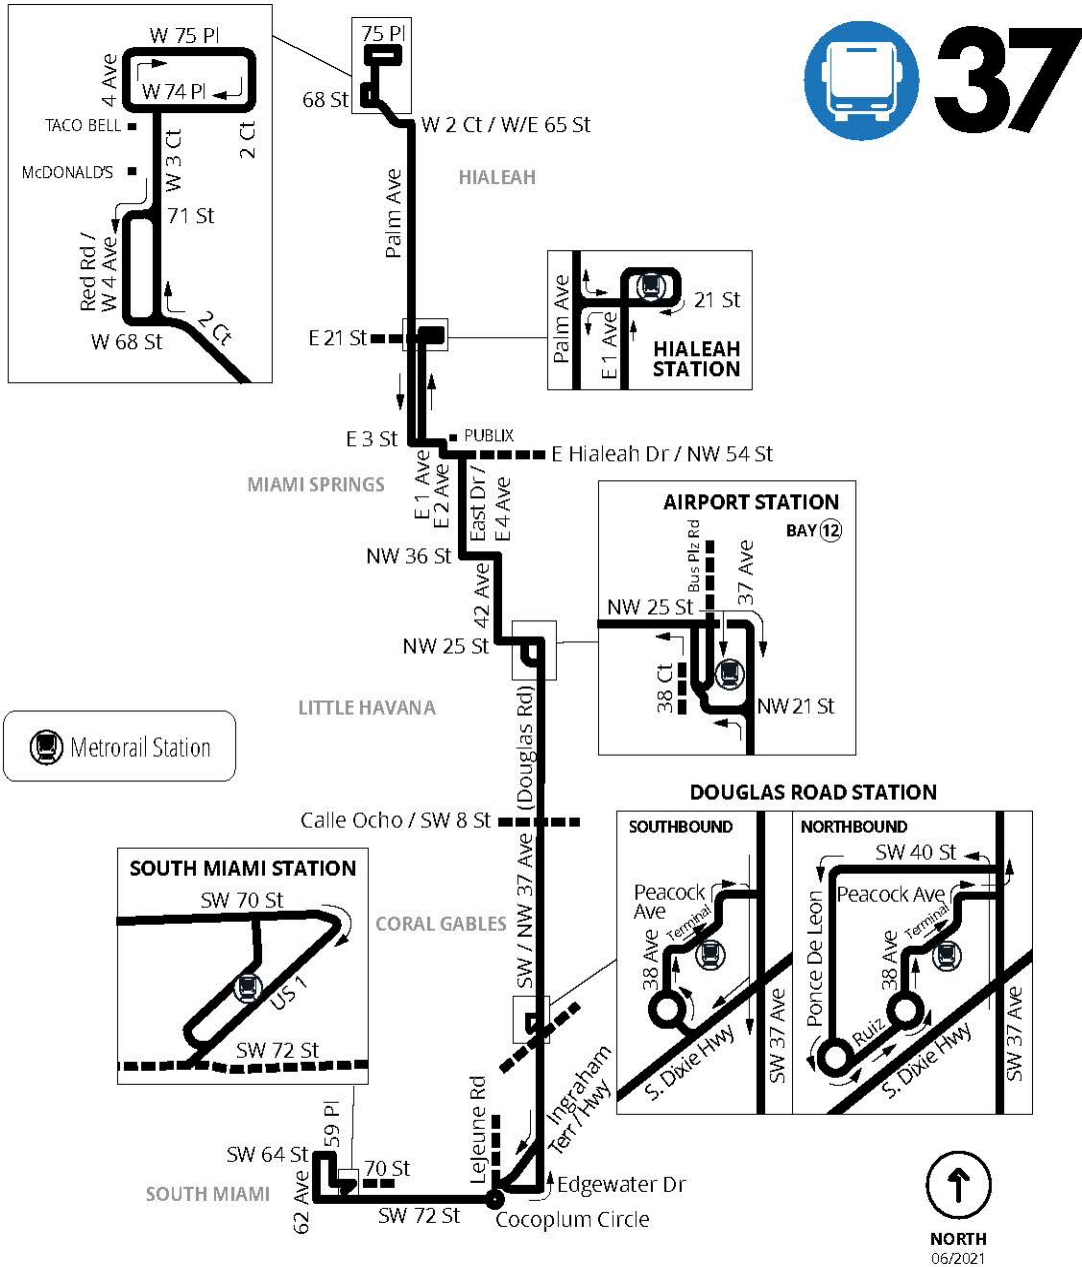 37
W 75 Pl
4 Ave
W 74 Pl
TACO BELL
2 Ct
W 3 Ct
McDONALD'S
71 St
Red Rd /
W 4 Ave
W 68 St
2 Ct
75 Pl
68 St
W 2 Ct / W/E 65 St
HIALEAH
Palm Ave
E 21 St
Palm Ave
E 1 Ave
21 St
HIALEAH
STATION
E 3 St
PUBLIX
E Hialeah Dr / NW 54 St
MIAMI SPRINGS
E 1 Ave
E 2 Ave
East Dr /
E 4 Ave
NW 36 St
42 Ave
NW 25 St
AIRPORT STATION
BAY 12
Bus Plz Rd
37 Ave
NW 25 St
38 Ct
NW 21 St
LITTLE HAVANA
Metrorail Station
SW / NW 37 Ave (Douglas Rd)
Calle Ocho / SW 8 St
DOUGLAS ROAD STATION
SOUTHBOUND
Peacock
Ave
Terminal
38 Ave
S. Dixie Hwy
SW 37 Ave
NORTHBOUND
SW 40 St
Peacock Ave
Terminal
Ponce De Leon
38 Ave
Ruiz
S. Dixie Hwy
SW 37 Ave
SOUTH MIAMI STATION
SW 70 St
US 1
SW 72 St
CORAL GABLES
Ingraham
Terr / Hwy
LeJeune Rd
59 Pl
SW 64 St
70 St
62 Ave
SOUTH MIAMI
SW 72 St
Edgewater Dr
Cocoplum Circle
NORTH
06/2021